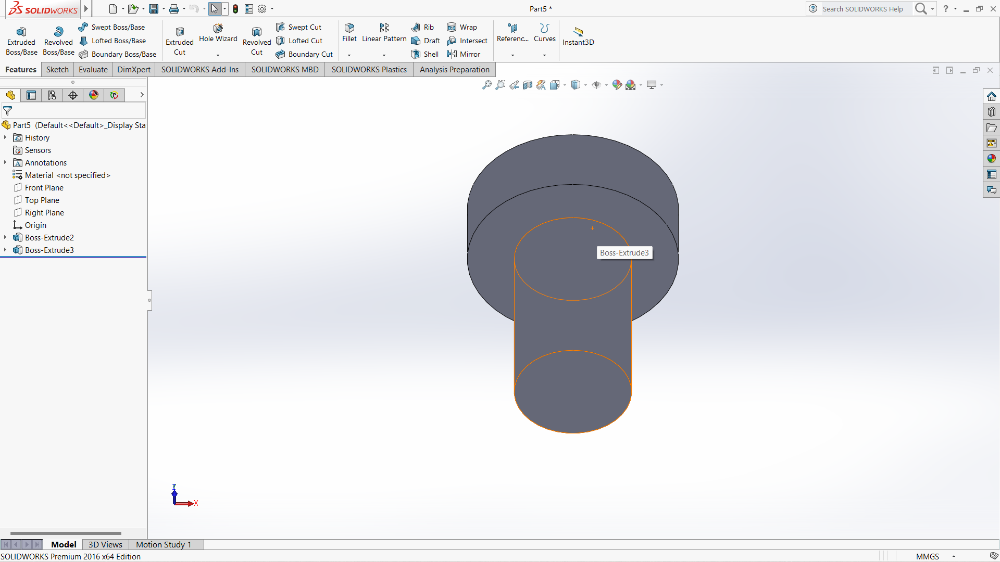 SOLIDWORKS
Part5 *
Search SOLIDWORKS Help
?
Extruded Boss/Base
Revolved Boss/Base
Swept Boss/Base
Lofted Boss/Base
Boundary Boss/Base
Extruded Cut
Hole Wizard
Revolved Cut
Swept Cut
Lofted Cut
Boundary Cut
Fillet
Linear Pattern
Rib
Draft
Shell
Wrap
Intersect
Mirror
Referenc...
Curves
Instant3D
Features
Sketch
Evaluate
DimXpert
SOLIDWORKS Add-Ins
SOLIDWORKS MBD
SOLIDWORKS Plastics
Analysis Preparation
Part5 (Default<<Default>_Display Sta
History
Sensors
Annotations
Material <not specified>
Front Plane
Top Plane
Right Plane
Origin
Boss-Extrude2
Boss-Extrude3
Boss-Extrude3
Z
X
Model
3D Views
Motion Study 1
SOLIDWORKS Premium 2016 x64 Edition
MMGS